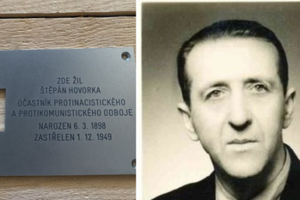 ZDE ŽIL
ŠTĚPÁN HOVORKA
ÚČASTNÍK PROTINACISTICKÉHO
A PROTIKOMUNISTICKÉHO ODBOJE
NAROZEN 6. 3. 1898
ZASTŘELEN 1. 12. 1949